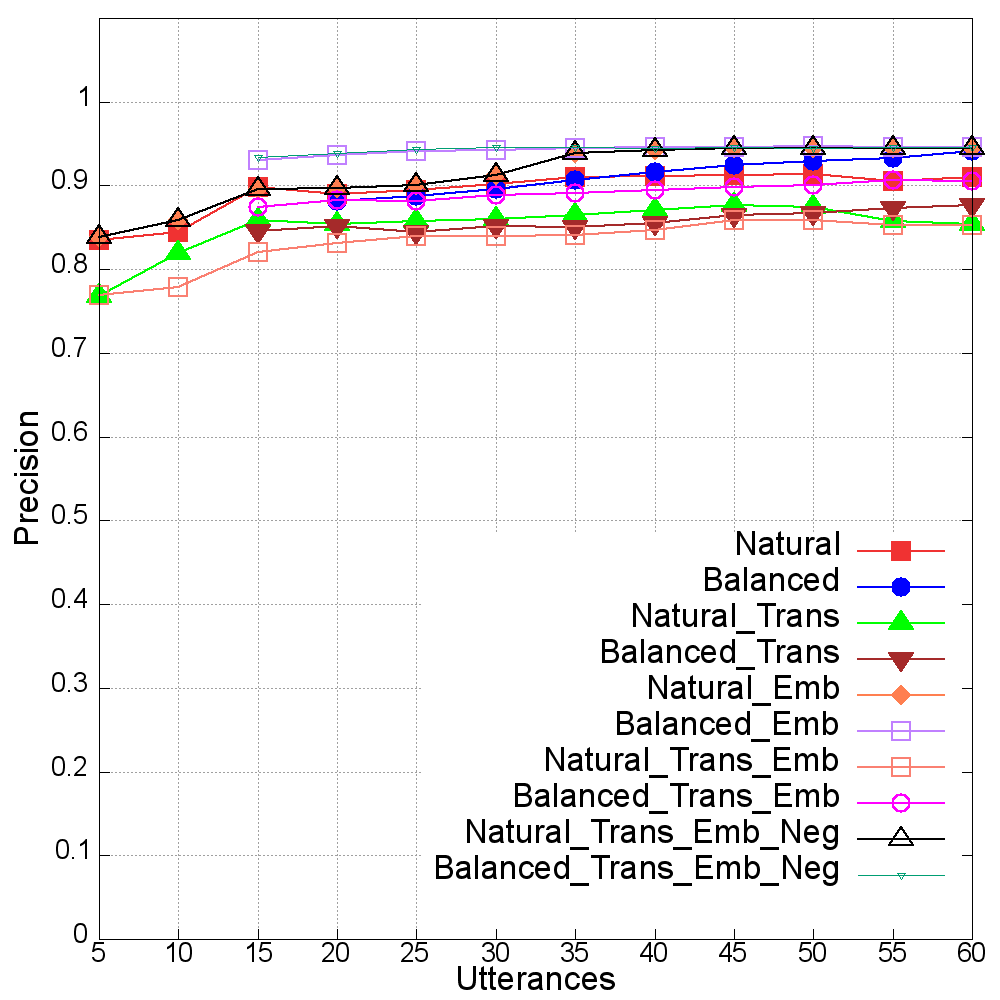 1
0.9
0.8
0.7
0.6
0.5
0.4
0.3
0.2
0.1
0
Precision
Natural
Balanced
Natural_Trans
Balanced_Trans
Natural_Emb
Balanced_Emb
Natural_Trans_Emb
Balanced_Trans_Emb
Natural_Trans_Emb_Neg
Balanced_Trans_Emb_Neg
5 10 15 20 25 30 35 40 45 50 55 60
Utterances